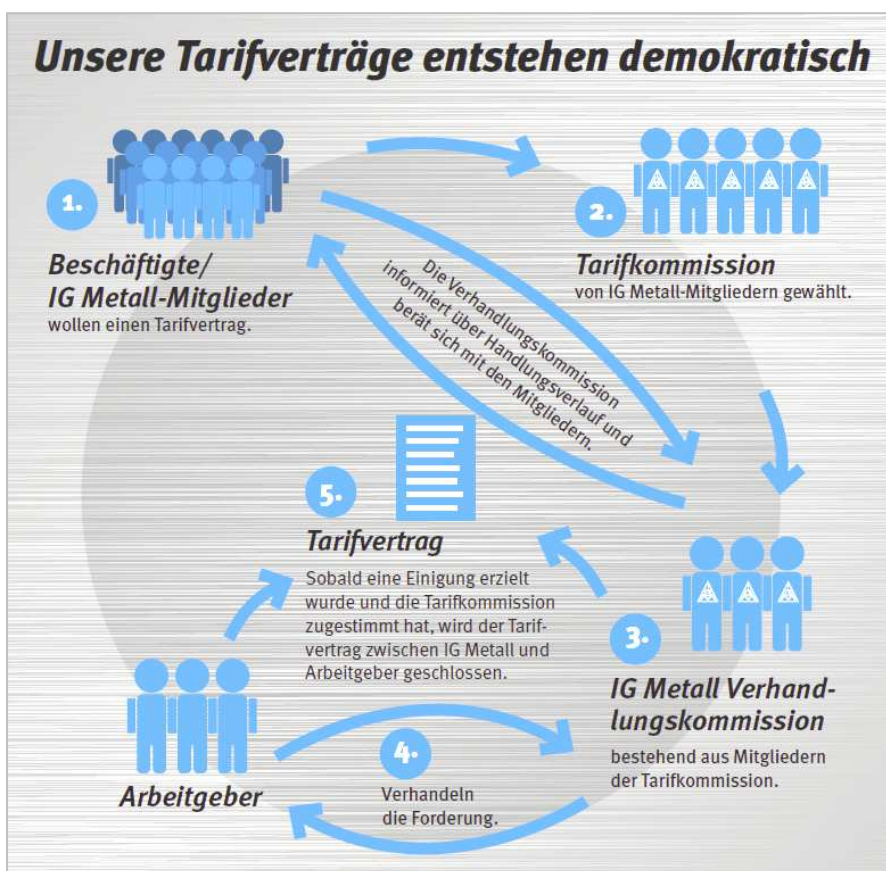 Unsere Tarifverträge entstehen demokratisch
1.
Beschäftigte/
IG Metall-Mitglieder
wollen einen Tarifvertrag.
2.
Tarifkommission
von IG Metall-Mitgliedern gewählt.
Die Verhandlungskommission
informiert über Handlungsverlauf und
berät sich mit den Mitgliedern.
3.
IG Metall Verhand-
lungskommission
bestehend aus Mitgliedern
der Tarifkommission.
Arbeitgeber
4.
Verhandeln
die Forderung.
5.
Tarifvertrag
Sobald eine Einigung erzielt
wurde und die Tarifkommission
zugestimmt hat, wird der Tarif-
vertrag zwischen IG Metall und
Arbeitgeber geschlossen.